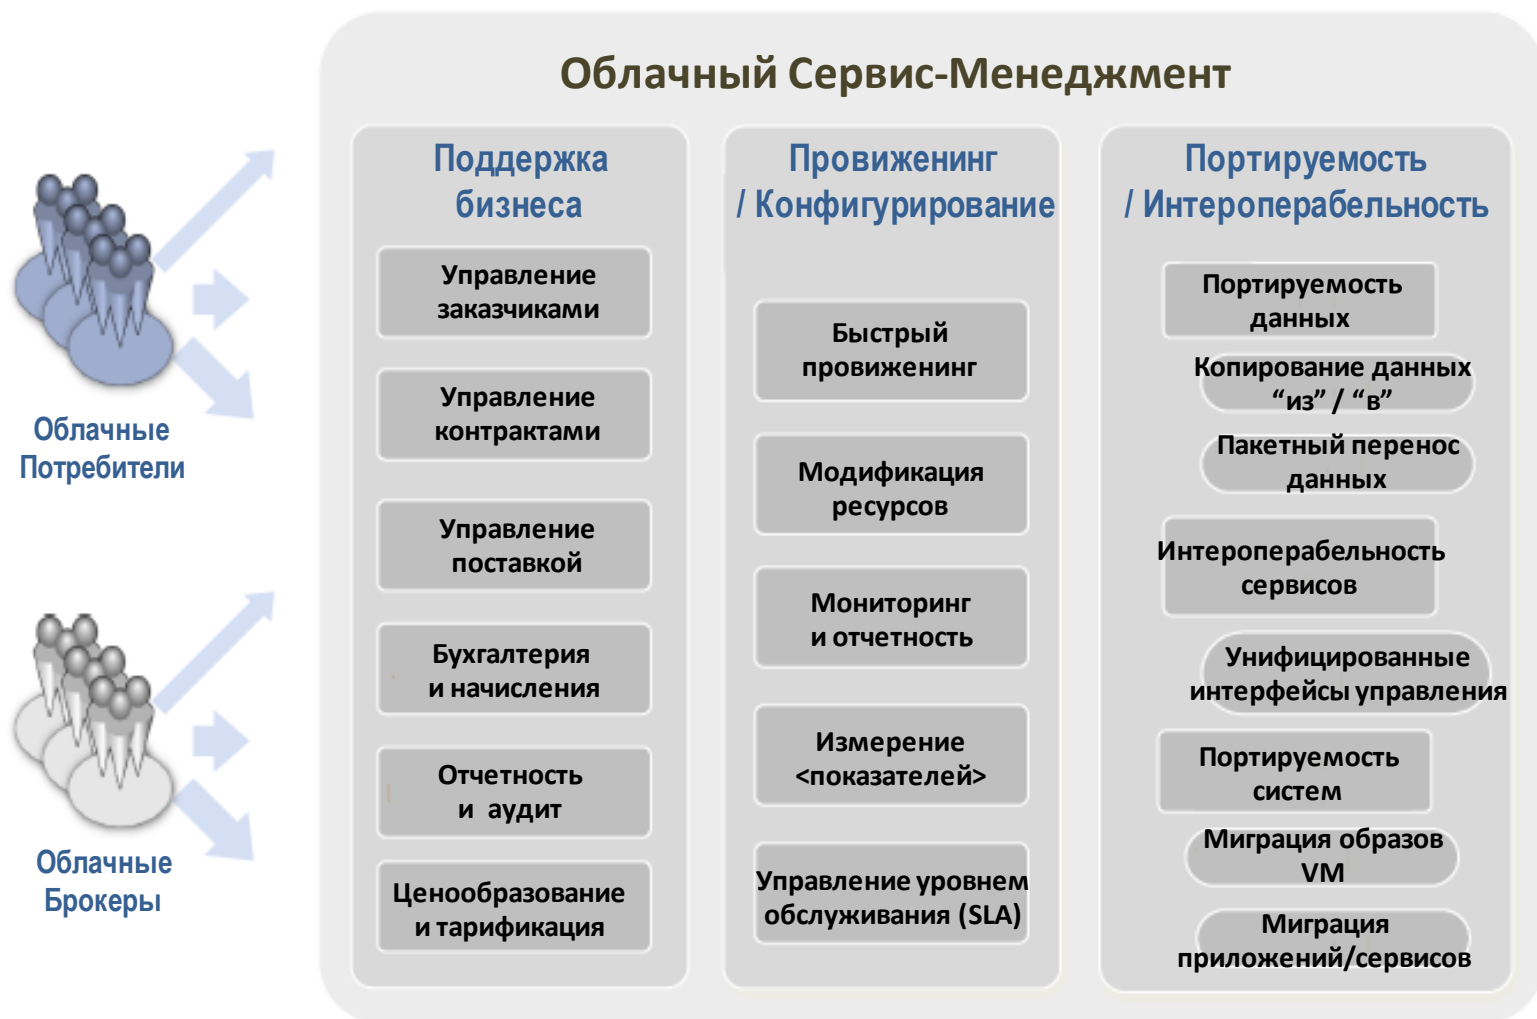 Облачный Сервис-Менеджмент
Облачные
Потребители
Облачные
Брокеры
Поддержка
бизнеса
Управление
заказчиками
Управление
контрактами
Управление
поставкой
Бухгалтерия
и начисления
Отчетность
и аудит
Ценообразование
и тарификация
Провиженинг
/ Конфигурирование
Быстрый
провиженинг
Модификация
ресурсов
Мониторинг
и отчетность
Измерение
<показателей>
Управление уровнем
обслуживания (SLA)
Портируемость
/ Интероперабельность
Портируемость
данных
Копирование данных
“из” / “в”
Пакетный перенос
данных
Интероперабельность
сервисов
Унифицированные
интерфейсы управления
Портируемость
систем
Миграция образов
VM
Миграция
приложений/сервисов